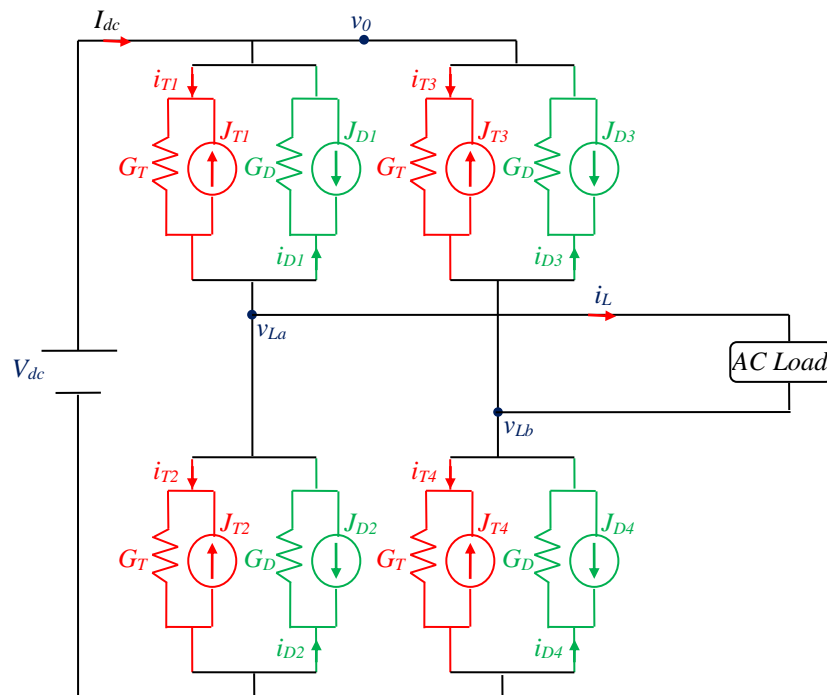 I_dc
v_0
i_T1 i_T3
J_T1 J_D1 J_T3 J_D3
G_T G_D G_T G_D
i_D1 i_D3
i_L
v_La
V_dc
AC Load
v_Lb
i_T2 i_T4
J_T2 J_D2 J_T4 J_D4
G_T G_D G_T G_D
i_D2 i_D4